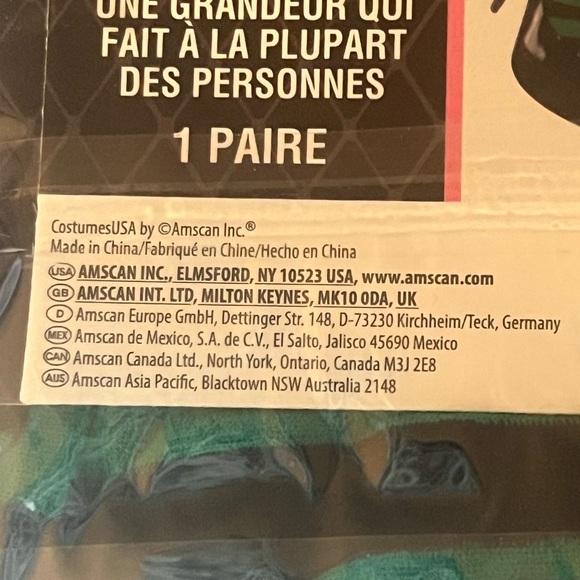 UNE GRANDEUR QUI
FAIT À LA PLUPART
DES PERSONNES
1 PAIRE
CostumesUSA by ©Amscan Inc.®
Made in China/Fabriqué en Chine/Hecho en China
USA AMSCAN INC., ELMSFORD, NY 10523 USA, www.amscan.com
GB AMSCAN INT. LTD, MILTON KEYNES, MK10 0DA, UK
D Amscan Europe GmbH, Dettinger Str. 148, D-73230 Kirchheim/Teck, Germany
MEX Amscan de Mexico, S.A. de C.V., El Salto, Jalisco 45690 Mexico
CAN Amscan Canada Ltd., North York, Ontario, Canada M3J 2E8
AUS Amscan Asia Pacific, Blacktown NSW Australia 2148